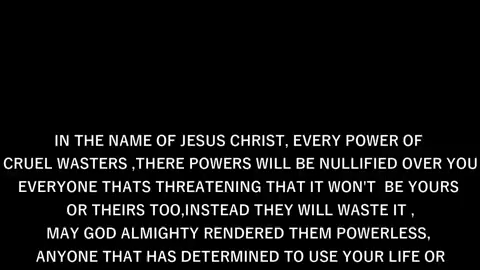 IN THE NAME OF JESUS CHRIST, EVERY POWER OF
CRUEL WASTERS ,THERE POWERS WILL BE NULLIFIED OVER YOU
EVERYONE THATS THREATENING THAT IT WON'T BE YOURS
OR THEIRS TOO,INSTEAD THEY WILL WASTE IT ,
MAY GOD ALMIGHTY RENDERED THEM POWERLESS,
ANYONE THAT HAS DETERMINED TO USE YOUR LIFE OR